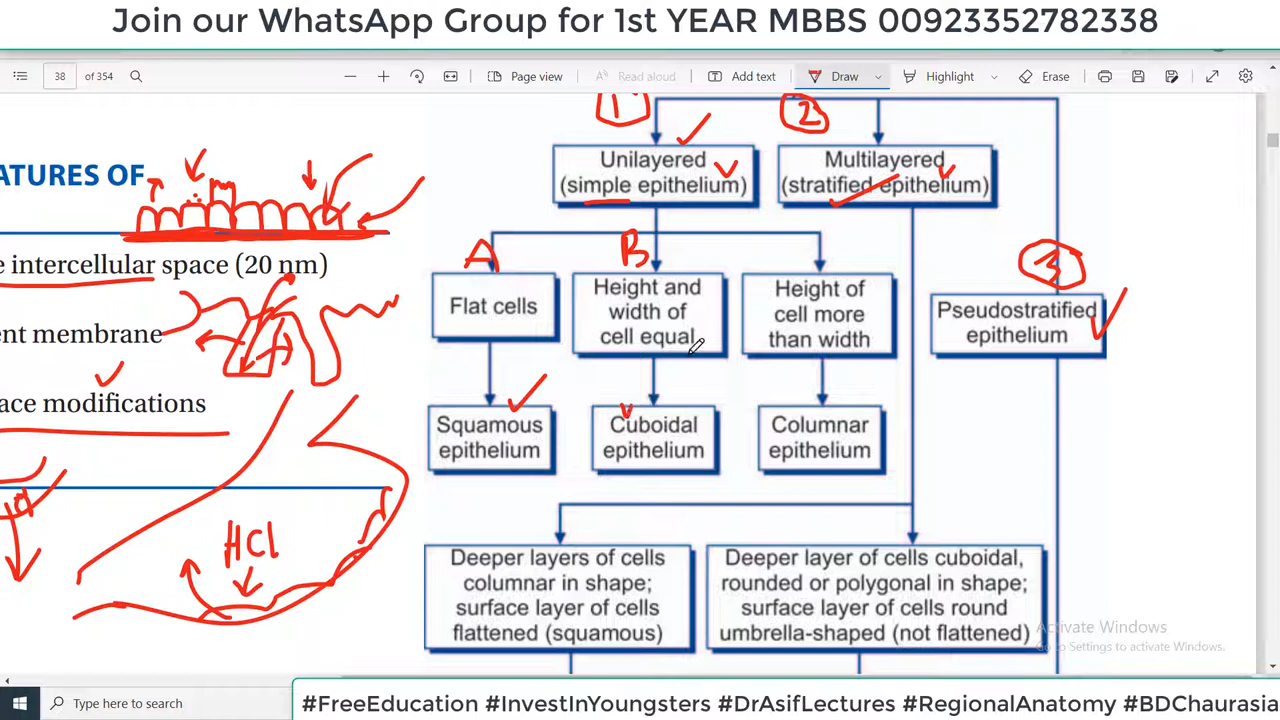 Join our WhatsApp Group for 1st YEAR MBBS 00923352782338
38
of 354
Page view
Read aloud
Add text
Draw
Highlight
Erase
1
2
Unilayered
(simple epithelium)
Multilayered
(stratified epithelium)
ATURES OF
e intercellular space (20 nm)
ent membrane
ace modifications
HCl
A
B
3
Flat cells
Height and
width of
cell equal
Height of
cell more
than width
Pseudostratified
epithelium
Squamous
epithelium
Cuboidal
epithelium
Columnar
epithelium
Deeper layers of cells
columnar in shape;
surface layer of cells
flattened (squamous)
Deeper layer of cells cuboidal,
rounded or polygonal in shape;
surface layer of cells round
umbrella-shaped (not flattened)
Activate Windows
Go to Settings to activate Windows.
Type here to search
#FreeEducation #InvestInYoungsters #DrAsifLectures #RegionalAnatomy #BDChaurasia